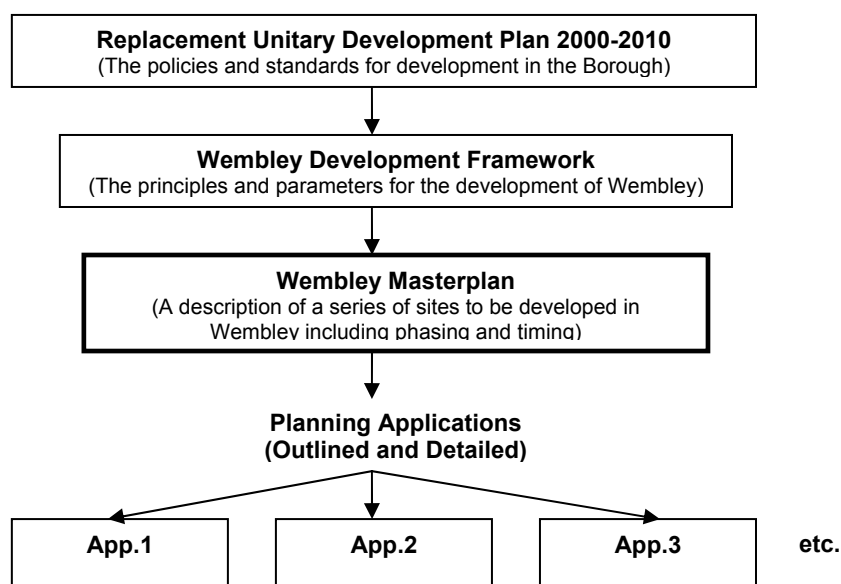 Replacement Unitary Development Plan 2000-2010
(The policies and standards for development in the Borough)
Wembley Development Framework
(The principles and parameters for the development of Wembley)
Wembley Masterplan
(A description of a series of sites to be developed in
Wembley including phasing and timing)
Planning Applications
(Outlined and Detailed)
App.1
App.2
App.3
etc.